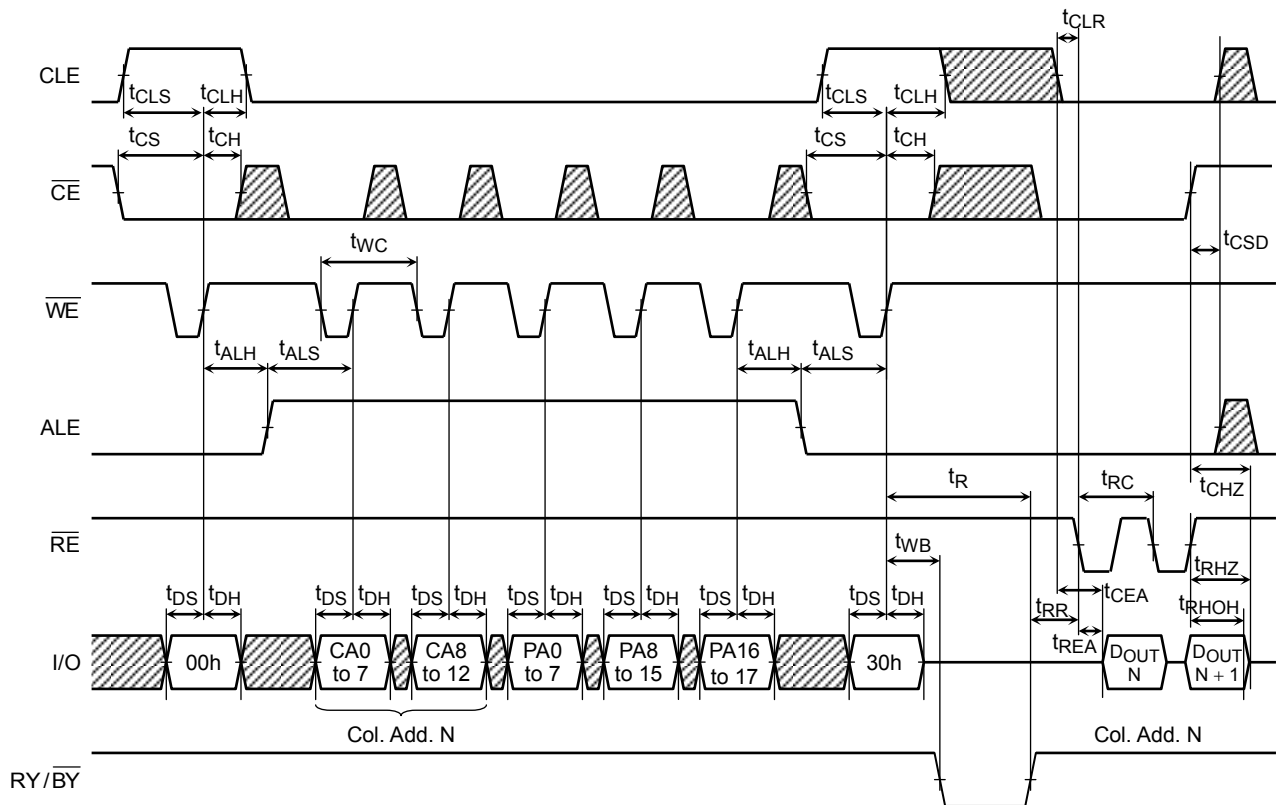 tCLR
CLE
tCLS tCLH tCLS tCLH
tCS tCH tCS tCH
CE
tWC tCSD
WE
tALH tALS tALH tALS
ALE
tR tRC tCHZ
RE
tWB tRHZ
tDS tDH tDS tDH tDS tDH tDS tDH tDS tDH tDS tDH tDS tDH tCEA
tRR tRHOH
tREA
I/O 00h CA0 to 7 CA8 to 12 PA0 to 7 PA8 to 15 PA16 to 17 30h DOUT N DOUT N + 1
Col. Add. N Col. Add. N
RY/BY